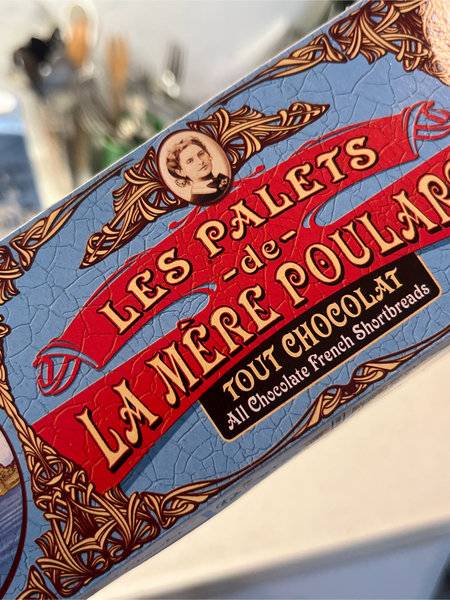 LES PALETS
-de-
LA MÈRE POULARD
TOUT CHOCOLAT
All Chocolate French Shortbreads